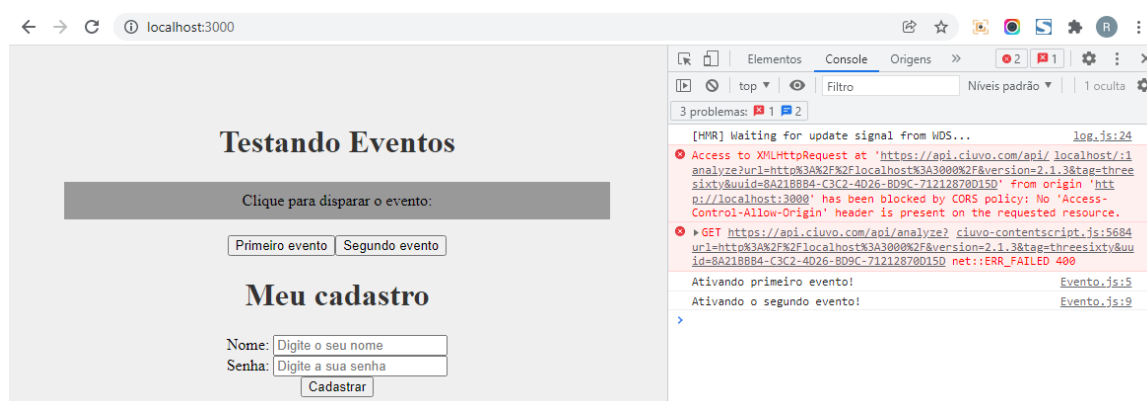 localhost:3000
R
Elementos Console Origens » 2 1
top ▼ Filtro Níveis padrão ▼ 1 oculta
3 problemas: 1 2
[HMR] Waiting for update signal from WDS... log.js:24
Access to XMLHttpRequest at 'https://api.ciuvo.com/api/ localhost/:1
analyze?url=http%3A%2F%2Flocalhost%3A3000%2F&version=2.1.3&tag=three
sixty&uuid=8A21BBB4-C3C2-4D26-BD9C-71212870D15D' from origin 'htt
p://localhost:3000' has been blocked by CORS policy: No 'Access-
Control-Allow-Origin' header is present on the requested resource.
GET https://api.ciuvo.com/api/analyze? ciuvo-contentscript.js:5684
url=http%3A%2F%2Flocalhost%3A3000%2F&version=2.1.3&tag=threesixty&uu
id=8A21BBB4-C3C2-4D26-BD9C-71212870D15D net::ERR_FAILED 400
Ativando primeiro evento! Evento.js:5
Ativando o segundo evento! Evento.js:9
Testando Eventos
Clique para disparar o evento:
Primeiro evento Segundo evento
Meu cadastro
Nome: Digite o seu nome
Senha: Digite a sua senha
Cadastrar